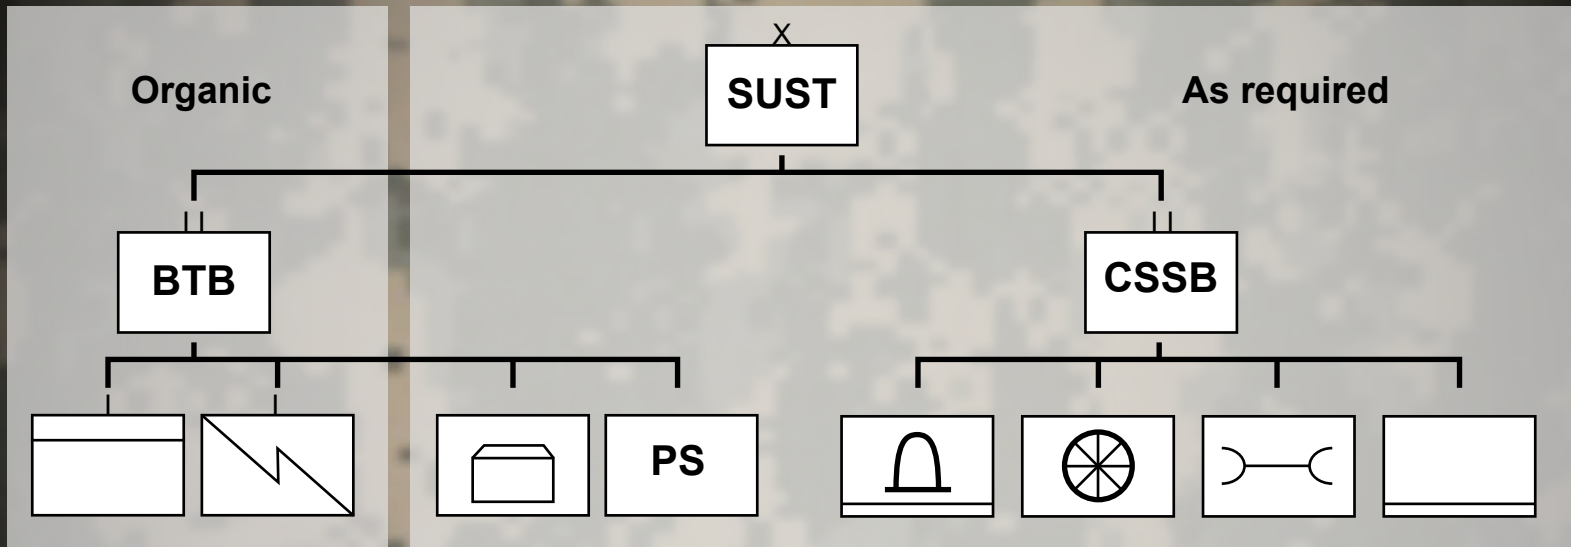 X
SUST
Organic
As required
BTB
CSSB
PS